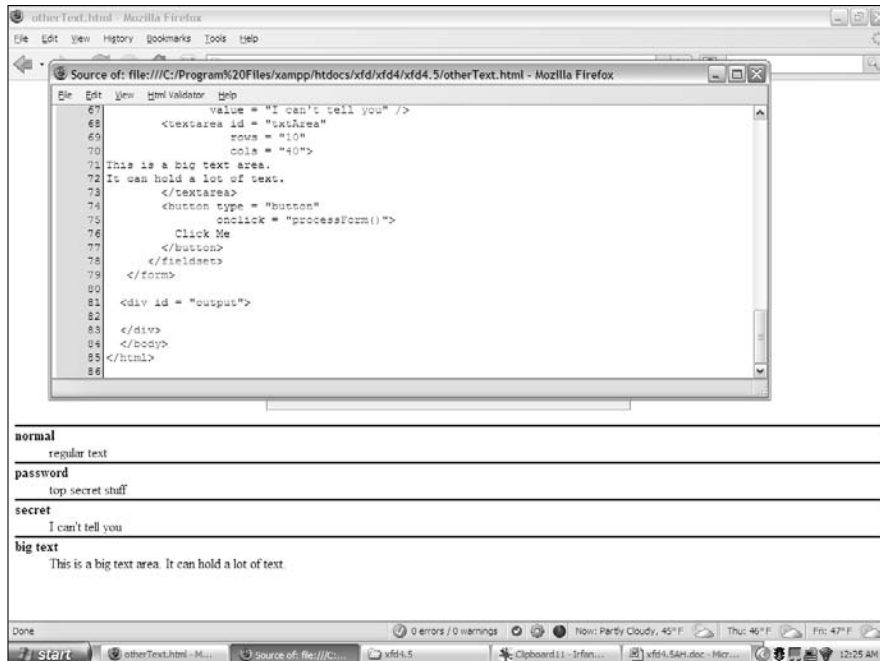 otherText.html - Mozilla Firefox
File Edit View History Bookmarks Tools Help
Source of: file:///C:/Program%20Files/xampp/htdocs/xfd/xfd4/xfd4.5/otherText.html - Mozilla Firefox
File Edit View Html Validator Help
67 value = "I can't tell you" />
68 <textarea id = "txtArea"
69 rows = "10"
70 cols = "40">
71 This is a big text area.
72 It can hold a lot of text.
73 </textarea>
74 <button type = "button"
75 onclick = "processForm()">
76 Click Me
77 </button>
78 </fieldset>
79 </form>
80
81 <div id = "output">
82
83 </div>
84 </body>
85 </html>
86
normal
regular text
password
top secret stuff
secret
I can't tell you
big text
This is a big text area. It can hold a lot of text.
Done 0 errors / 0 warnings Now: Partly Cloudy, 45° F Thu: 46° F Fri: 47° F
start otherText.html - M... Source of: file:///C:... xfd4.5 Clipboard11 - Irfan... xfd4.5AH.doc - Micr... 12:25 AM